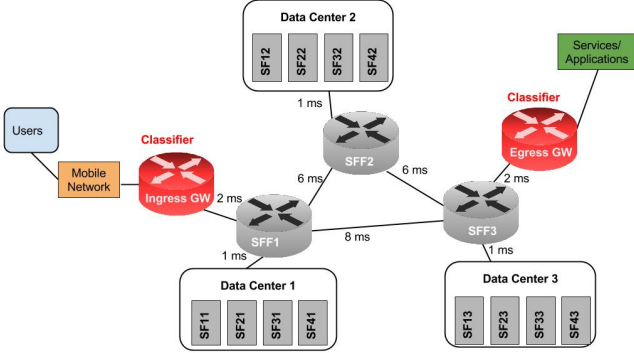 Data Center 2
SF12
SF22
SF32
SF42
Services/
Applications
1 ms
Classifier
Users
Classifier
SFF2
Egress GW
Mobile
Network
Ingress GW
2 ms
6 ms
6 ms
2 ms
SFF1
8 ms
SFF3
1 ms
1 ms
Data Center 1
SF11
SF21
SF31
SF41
Data Center 3
SF13
SF23
SF33
SF43